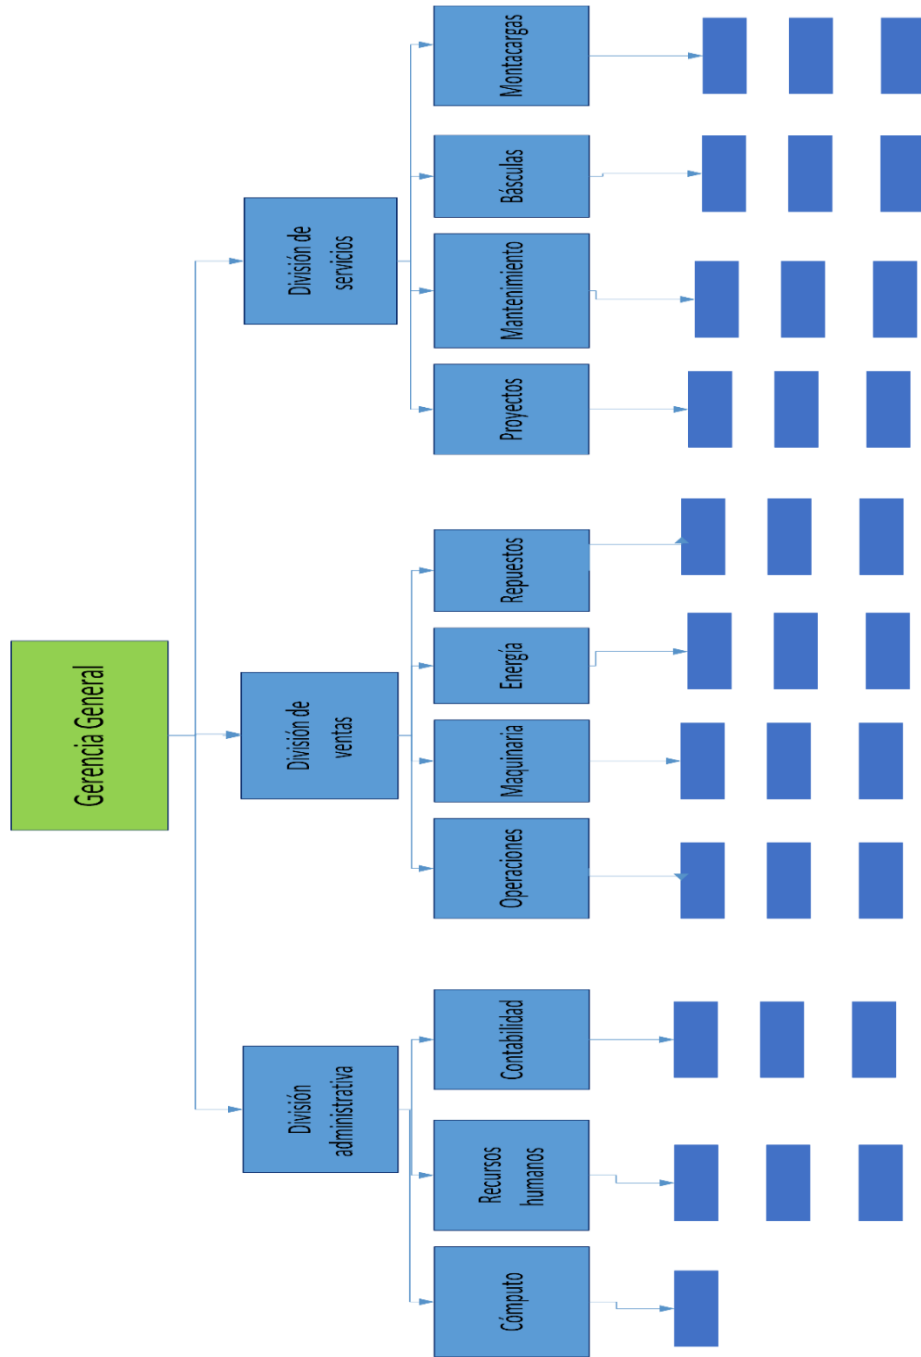 Gerencia General
División
administrativa
División de
ventas
División de
servicios
Cómputo
Recursos
humanos
Contabilidad
Operaciones
Maquinaria
Energía
Repuestos
Proyectos
Mantenimiento
Básculas
Montacargas